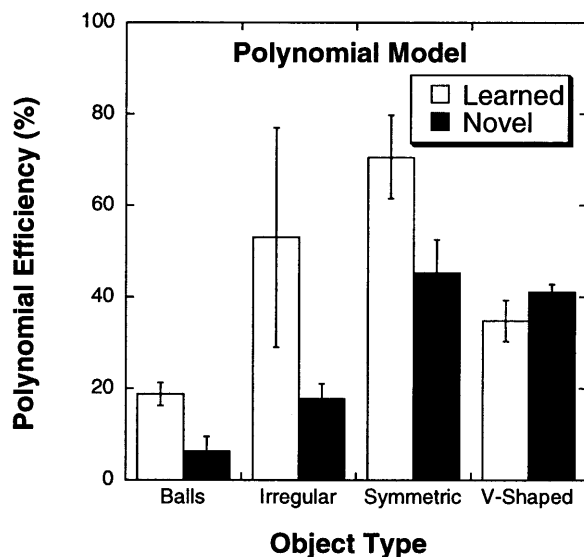 Polynomial Model
Learned
Novel
Polynomial Efficiency (%)
100
80
60
40
20
0
Balls
Irregular
Symmetric
V-Shaped
Object Type